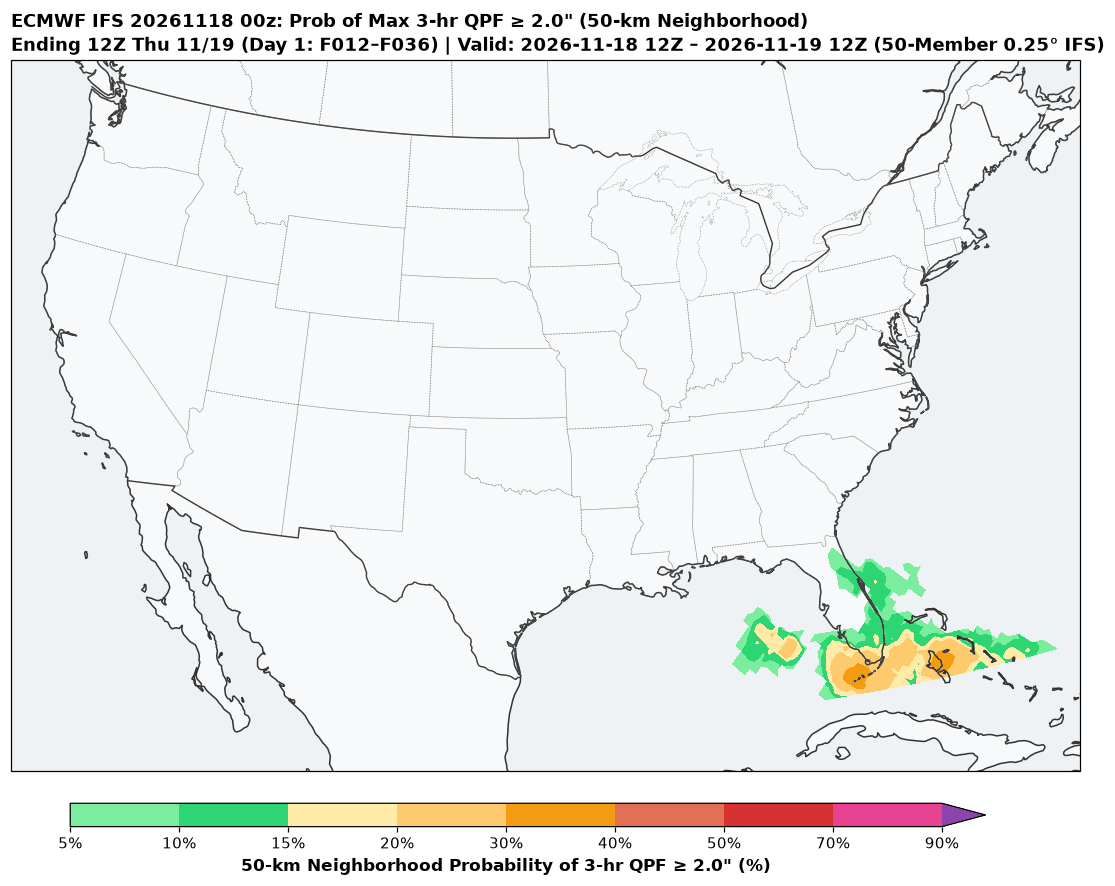 ECMWF IFS 20261118 00z: Prob of Max 3-hr QPF ≥ 2.0" (50-km Neighborhood)
Ending 12Z Thu 11/19 (Day 1: F012–F036) | Valid: 2026-11-18 12Z – 2026-11-19 12Z (50-Member 0.25° IFS)
5% 10% 15% 20% 30% 40% 50% 70% 90%
50-km Neighborhood Probability of 3-hr QPF ≥ 2.0" (%)